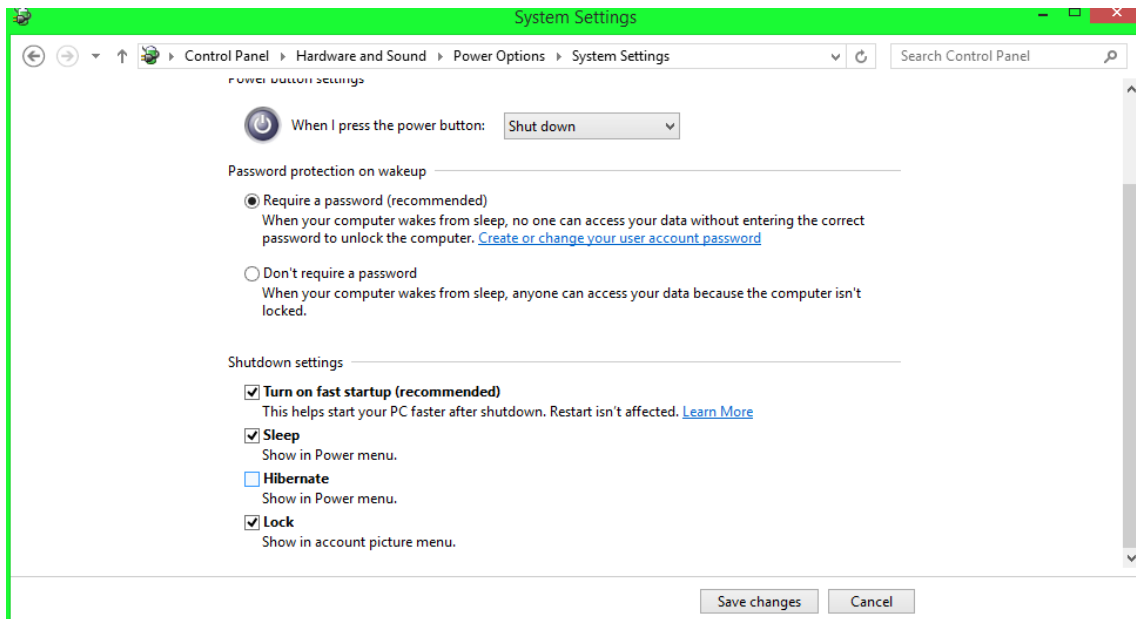 System Settings
Control Panel Hardware and Sound Power Options System Settings
Search Control Panel
Power button settings
When I press the power button: Shut down
Password protection on wakeup
Require a password (recommended)
When your computer wakes from sleep, no one can access your data without entering the correct
password to unlock the computer. Create or change your user account password
Don't require a password
When your computer wakes from sleep, anyone can access your data because the computer isn't
locked.
Shutdown settings
Turn on fast startup (recommended)
This helps start your PC faster after shutdown. Restart isn't affected. Learn More
Sleep
Show in Power menu.
Hibernate
Show in Power menu.
Lock
Show in account picture menu.
Save changes Cancel